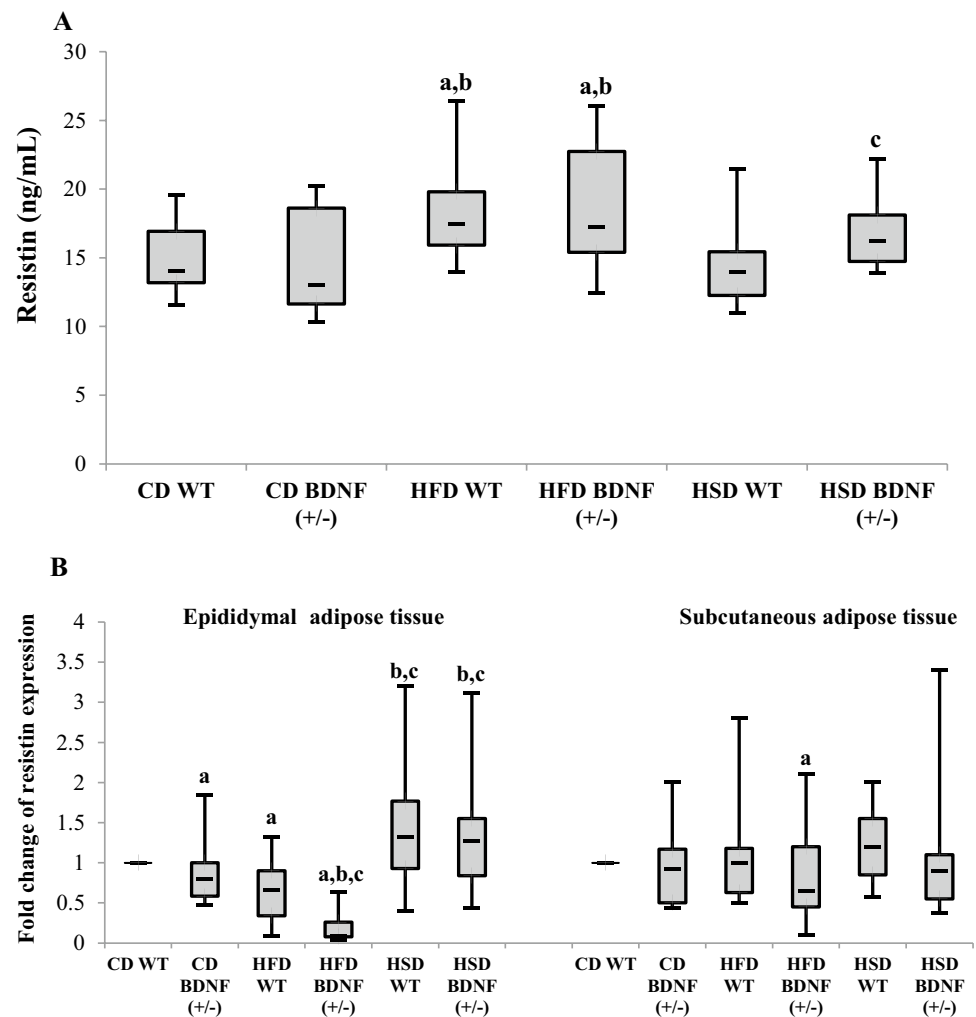 A
Resistin (ng/mL)
30
25
20
15
10
5
0
a,b
a,b
c
CD WT
CD BDNF
(+/-)
HFD WT
HFD BDNF
(+/-)
HSD WT
HSD BDNF
(+/-)
B
Fold change of resistin expression
Epididymal adipose tissue
Subcutaneous adipose tissue
4
3.5
3
2.5
2
1.5
1
0.5
0
a
a
a,b,c
b,c
b,c
a
CD WT
CD
BDNF
(+/-)
HFD
WT
HFD
BDNF
(+/-)
HSD
WT
HSD
BDNF
(+/-)
CD WT
CD
BDNF
(+/-)
HFD
WT
HFD
BDNF
(+/-)
HSD
WT
HSD
BDNF
(+/-)